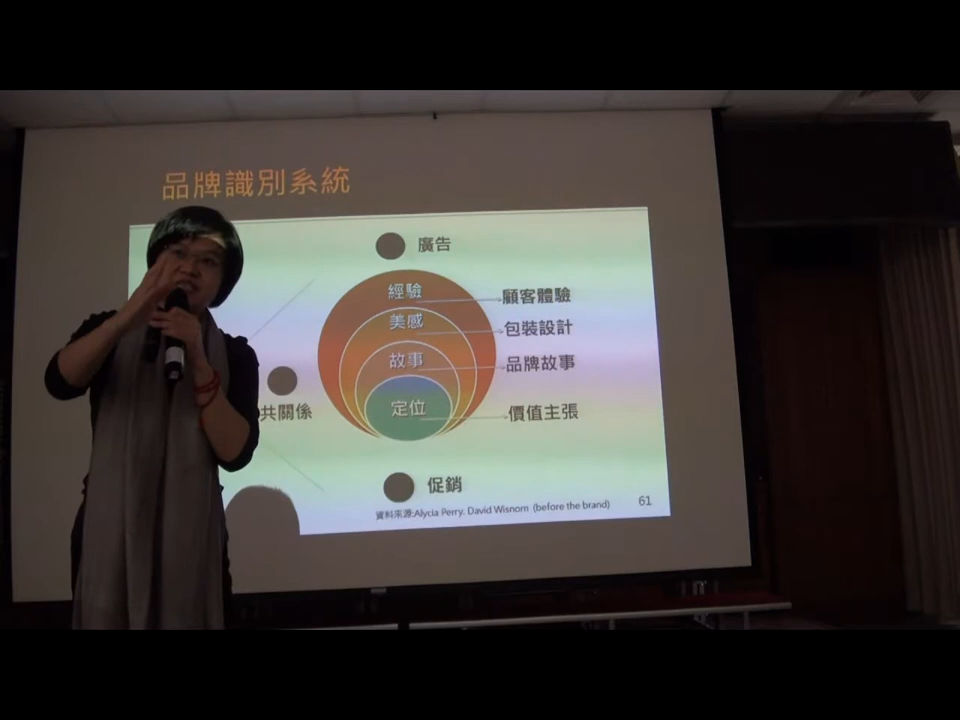 品牌識別系統
廣告
經驗
顧客體驗
美感
包裝設計
故事
品牌故事
定位
價值主張
共關係
促銷
資料來源:Alycia Perry. David Wisnom (before the brand)
61